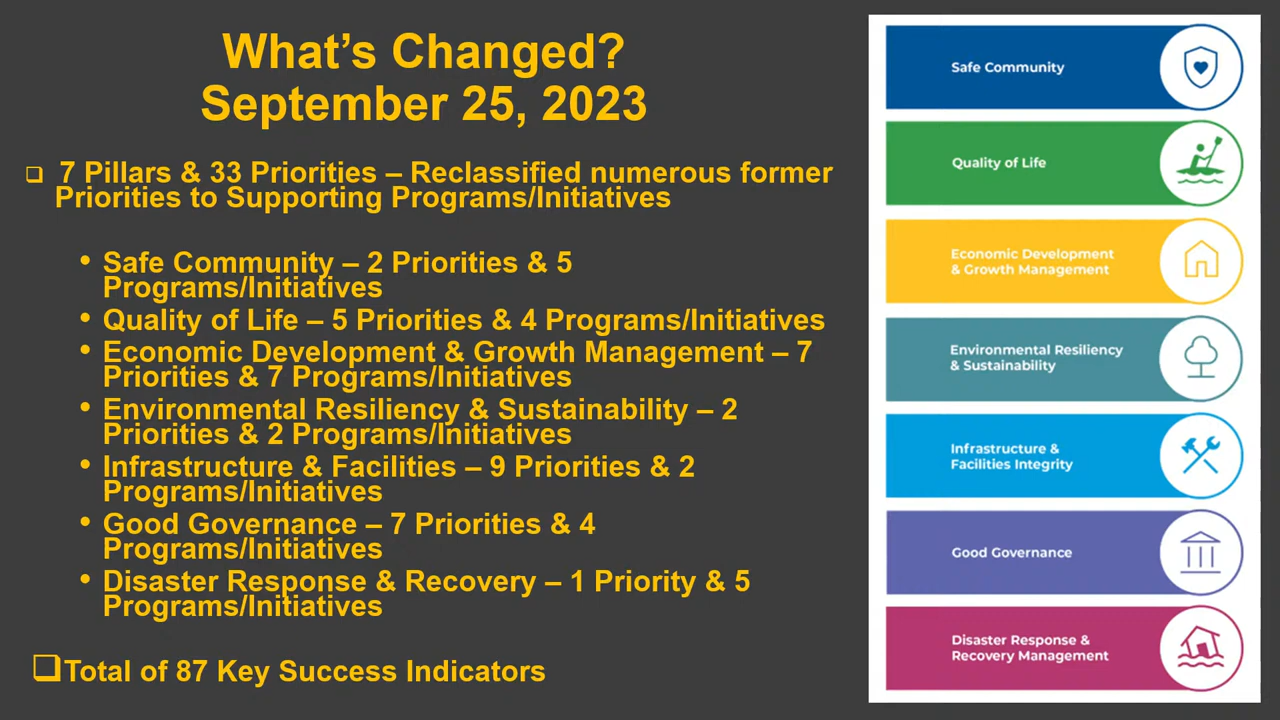 What's Changed?
September 25, 2023
❑ 7 Pillars & 33 Priorities – Reclassified numerous former
Priorities to Supporting Programs/Initiatives
• Safe Community – 2 Priorities & 5
Programs/Initiatives
• Quality of Life – 5 Priorities & 4 Programs/Initiatives
• Economic Development & Growth Management – 7
Priorities & 7 Programs/Initiatives
• Environmental Resiliency & Sustainability – 2
Priorities & 2 Programs/Initiatives
• Infrastructure & Facilities – 9 Priorities & 2
Programs/Initiatives
• Good Governance – 7 Priorities & 4
Programs/Initiatives
• Disaster Response & Recovery – 1 Priority & 5
Programs/Initiatives
❑Total of 87 Key Success Indicators
Safe Community
Quality of Life
Economic Development
& Growth Management
Environmental Resiliency
& Sustainability
Infrastructure &
Facilities Integrity
Good Governance
Disaster Response &
Recovery Management